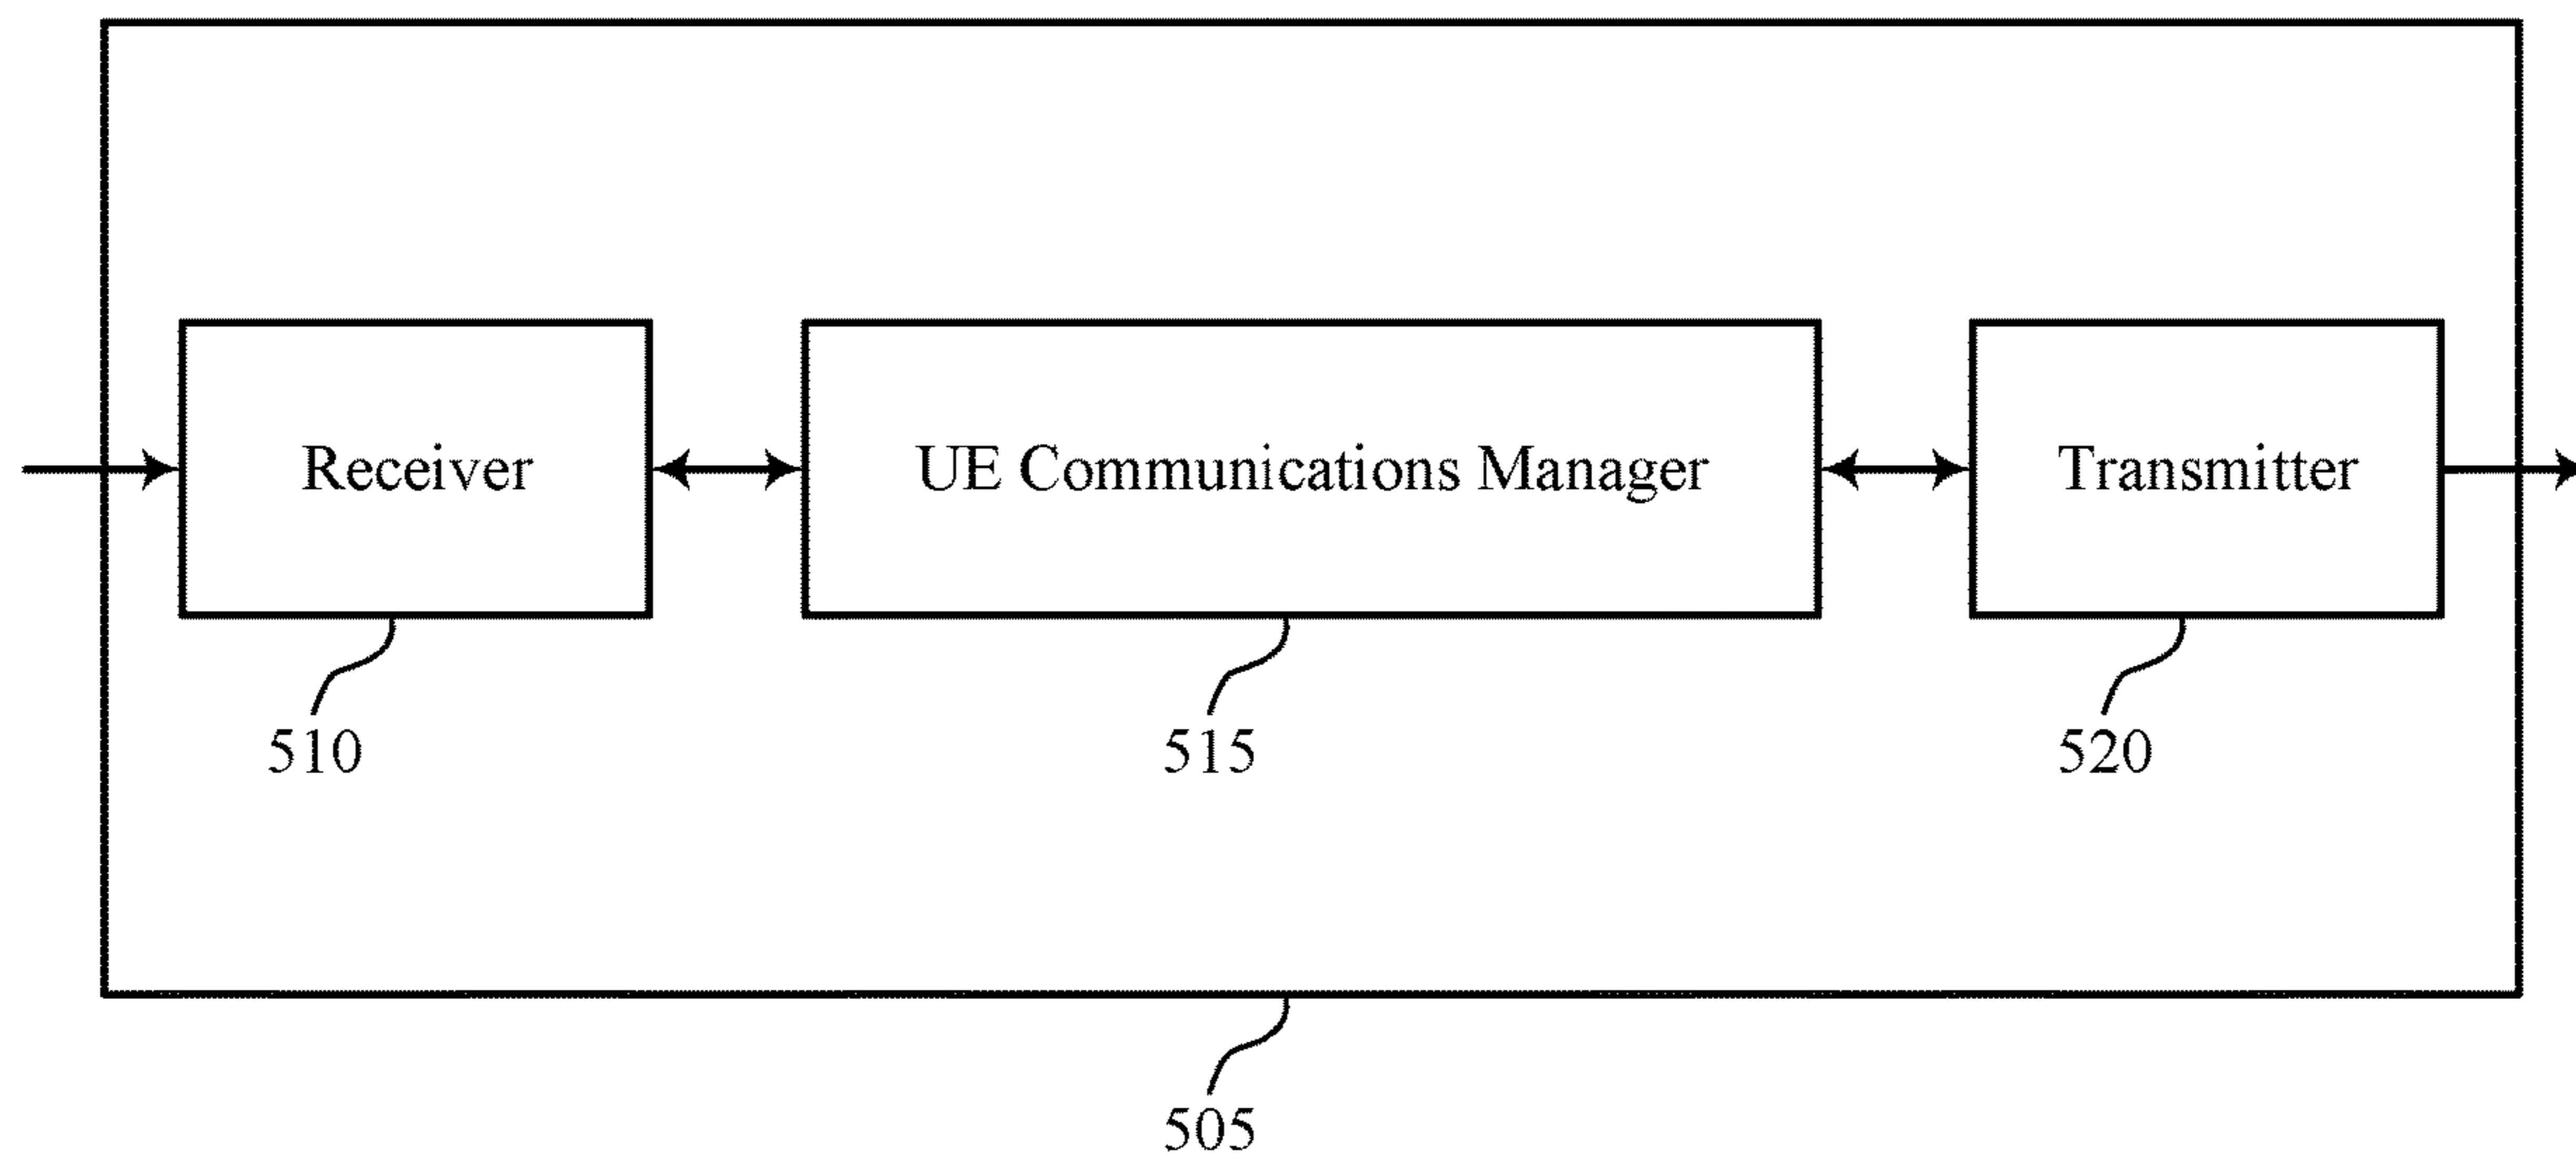 Receiver
UE Communications Manager
Transmitter
510
515
520
505